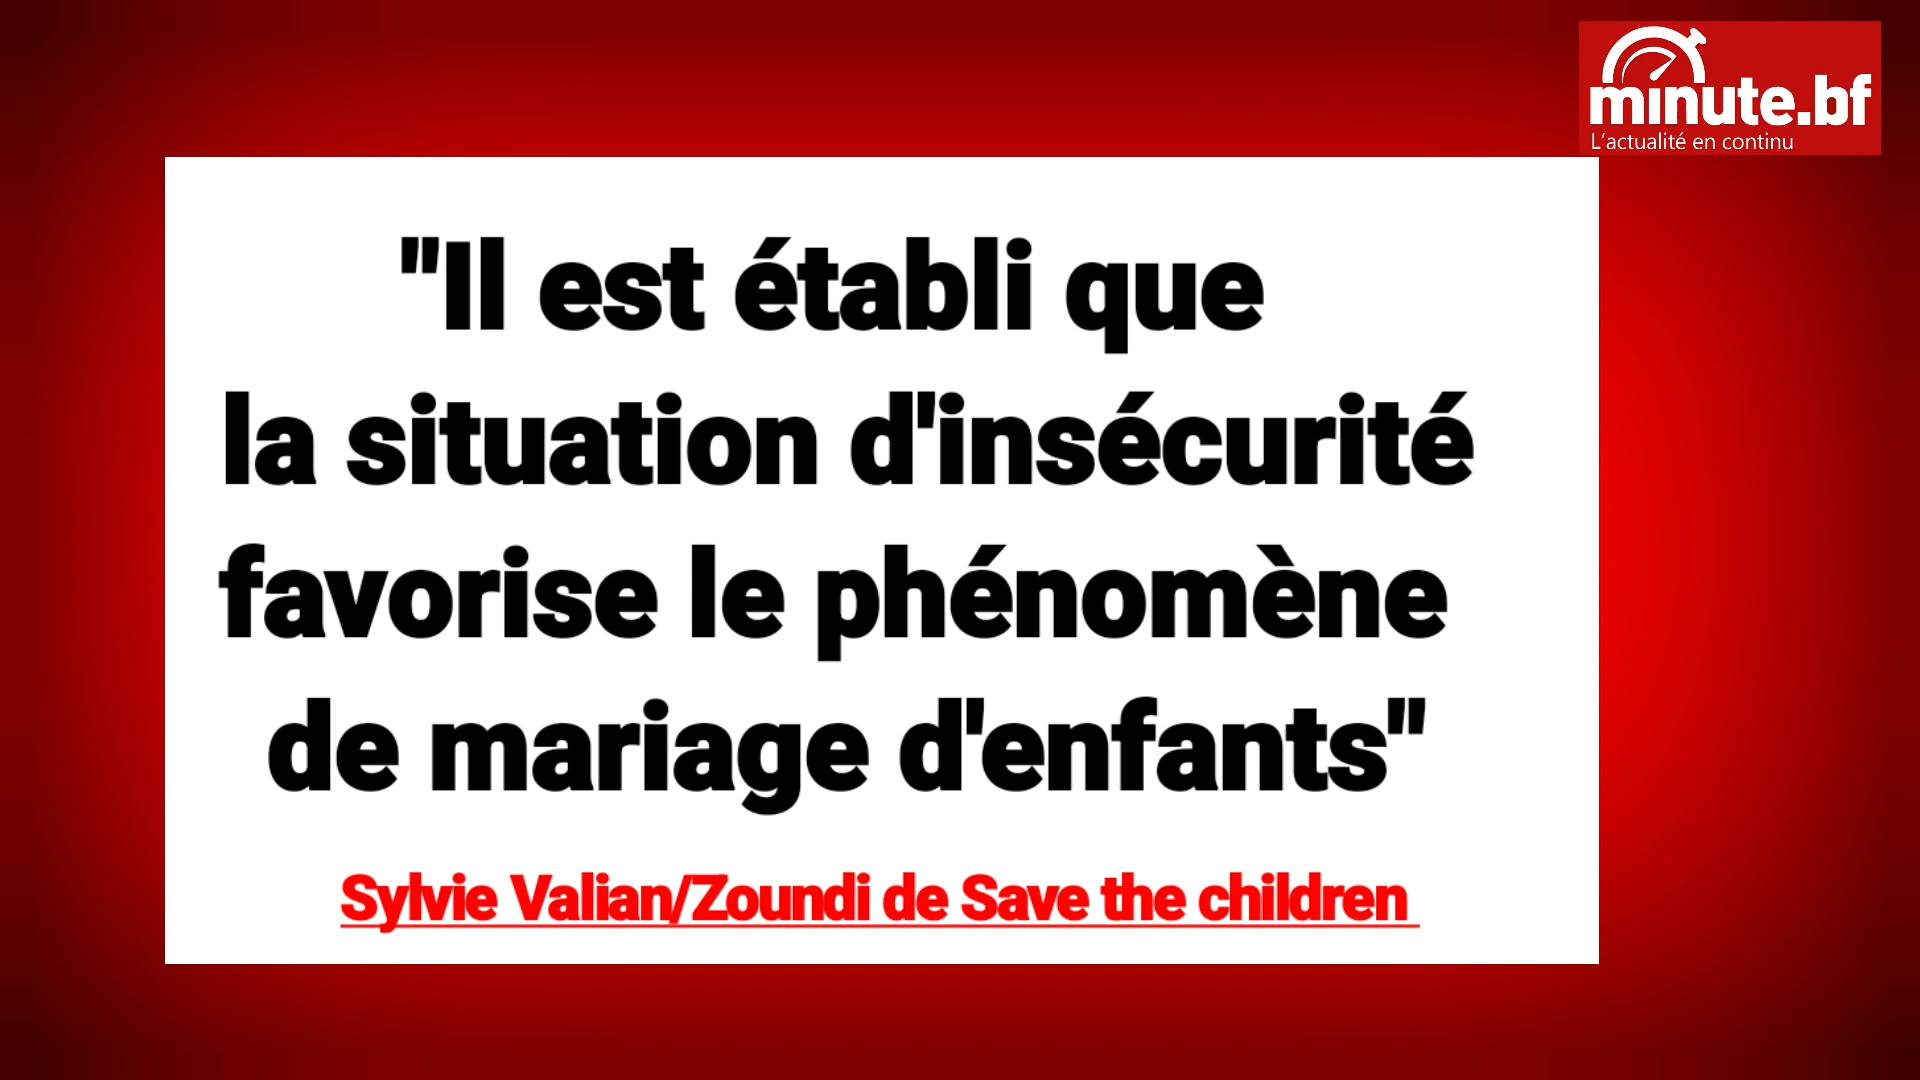 minute.bf
L'actualité en continu
"Il est établi que
la situation d'insécurité
favorise le phénomène
de mariage d'enfants"
Sylvie Valian/Zoundi de Save the children